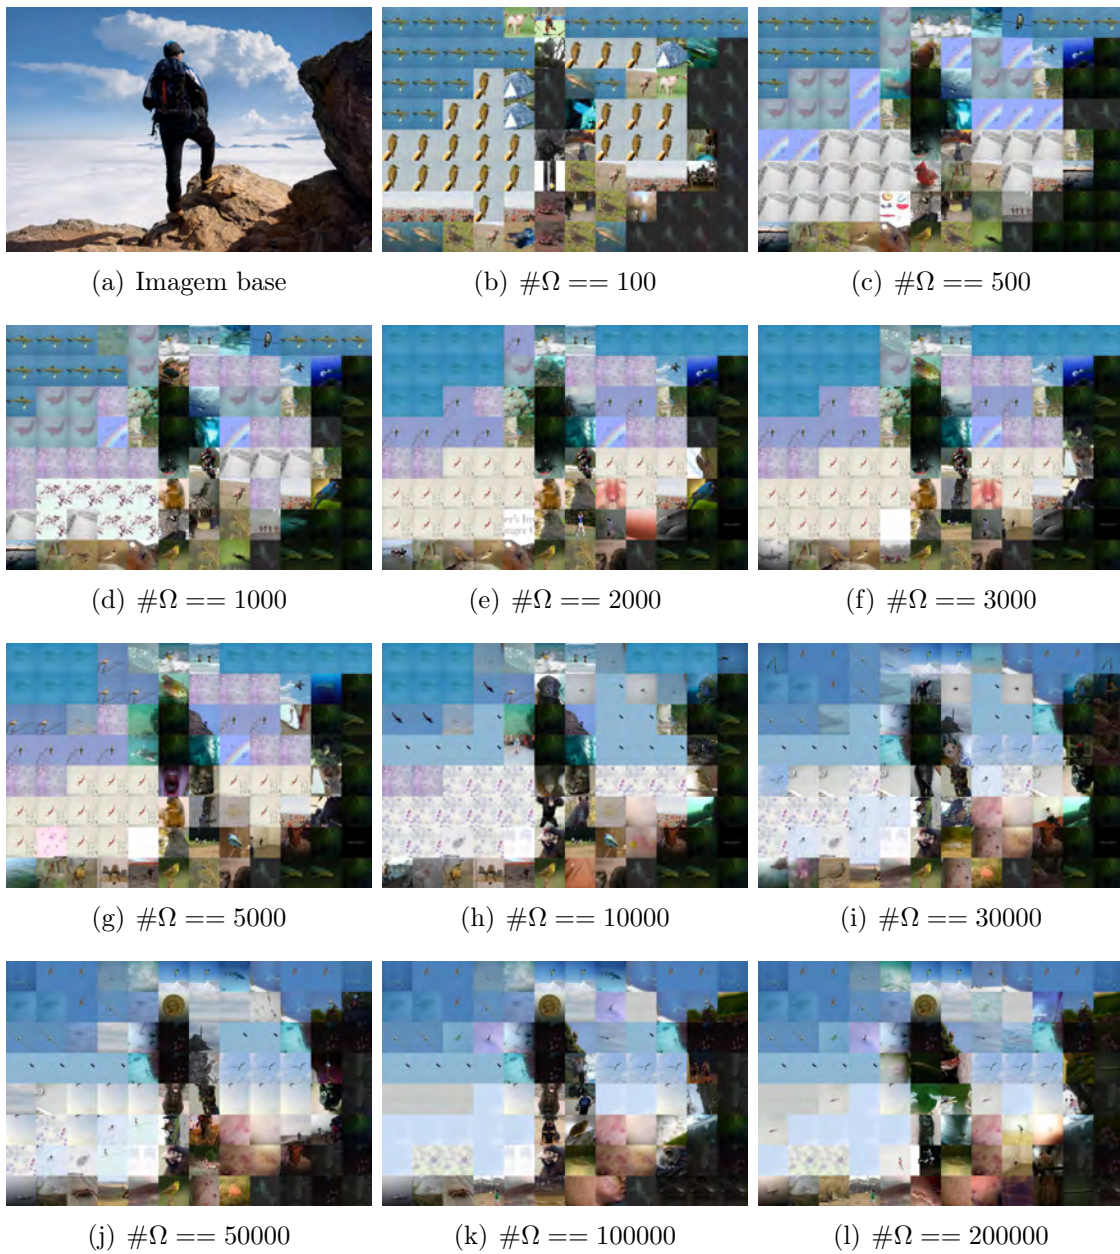 (a) Imagem base
(b) #Ω == 100
(c) #Ω == 500
(d) #Ω == 1000
(e) #Ω == 2000
(f) #Ω == 3000
(g) #Ω == 5000
(h) #Ω == 10000
(i) #Ω == 30000
(j) #Ω == 50000
(k) #Ω == 100000
(l) #Ω == 200000